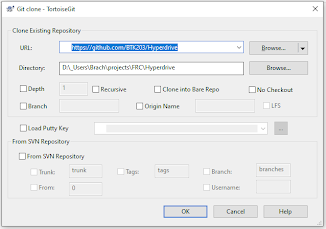 Git clone - TortoiseGit
Clone Existing Repository
URL: https://github.com/BTK203/Hyperdrive Browse...
Directory: D:\_Users\Brach\projects\FRC\Hyperdrive Browse...
Depth 1 Recursive Clone into Bare Repo No Checkout
Branch Origin Name LFS
Load Putty Key ...
From SVN Repository
From SVN Repository
Trunk: trunk Tags: tags Branch: branches
From: 0 Username:
OK Cancel Help